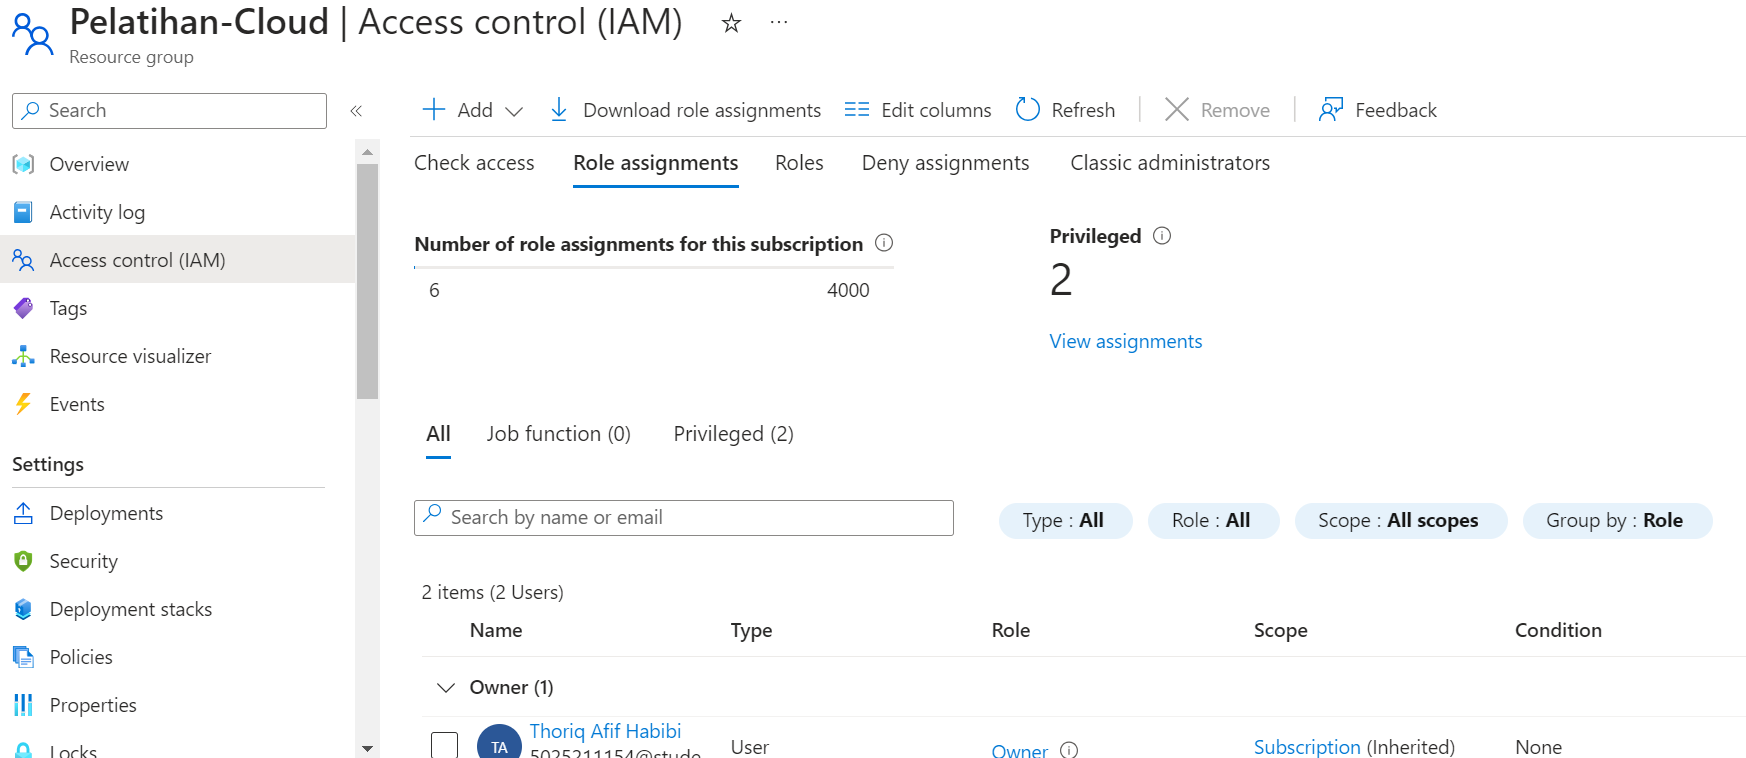 Pelatihan-Cloud | Access control (IAM) ☆ ...
Resource group
Search «
Overview
Activity log
Access control (IAM)
Tags
Resource visualizer
Events
Settings
Deployments
Security
Deployment stacks
Policies
Properties
Locks
Add Download role assignments Edit columns Refresh Remove Feedback
Check access Role assignments Roles Deny assignments Classic administrators
Number of role assignments for this subscription
6 4000
Privileged
2
View assignments
All Job function (0) Privileged (2)
Search by name or email
Type : All Role : All Scope : All scopes Group by : Role
2 items (2 Users)
Name Type Role Scope Condition
Owner (1)
TA Thoriq Afif Habibi
5025211154@stude
User Owner Subscription (Inherited) None